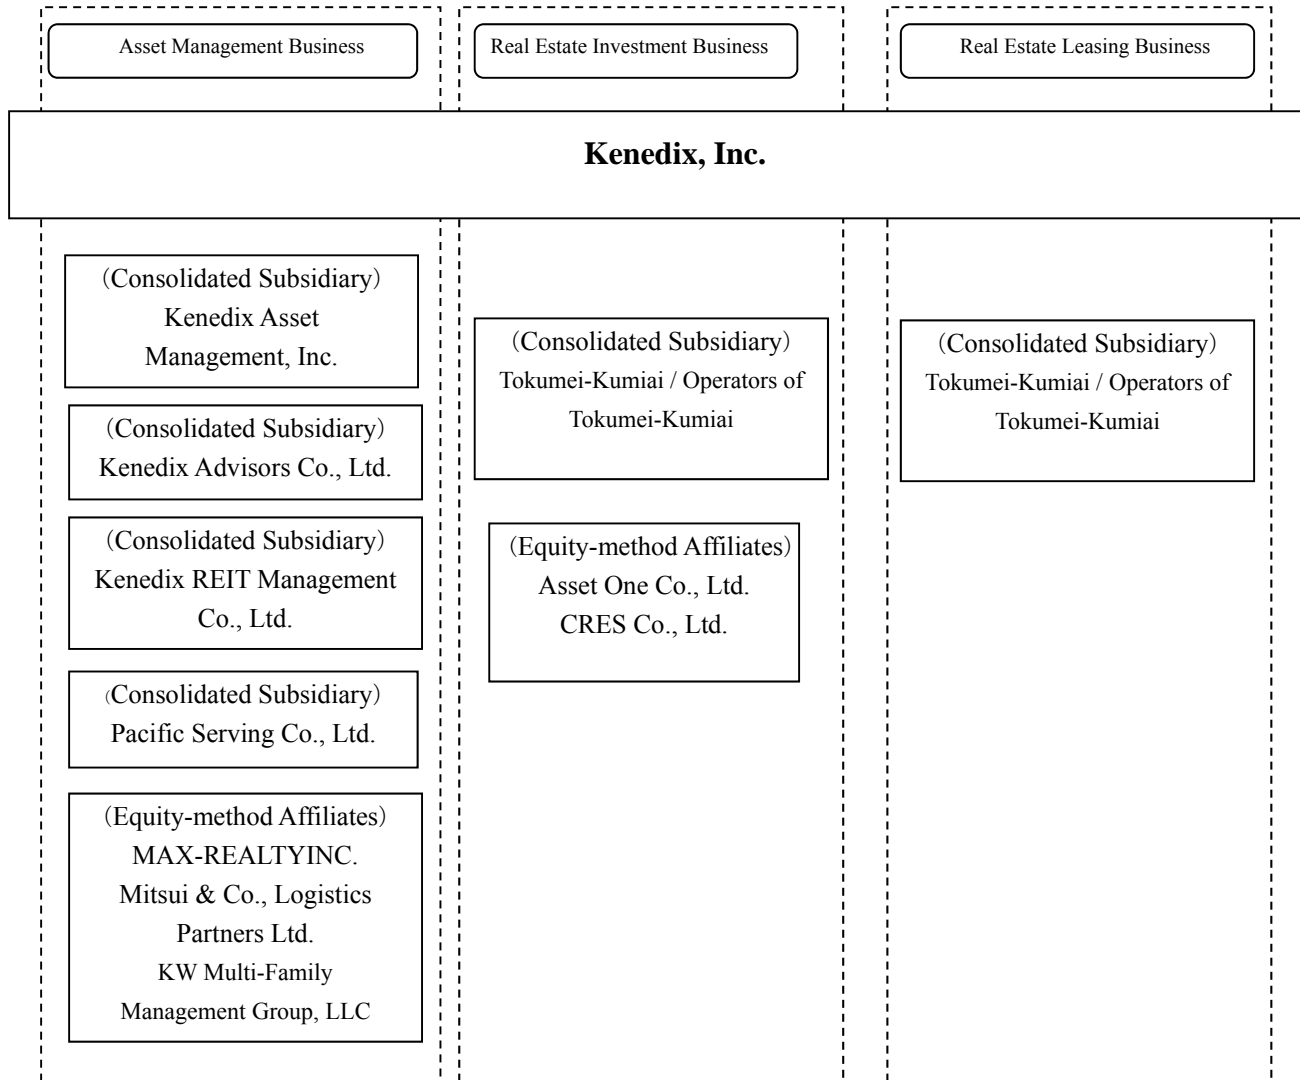 Asset Management Business
Real Estate Investment Business
Real Estate Leasing Business
Kenedix, Inc.
（Consolidated Subsidiary）
Kenedix Asset
Management, Inc.
（Consolidated Subsidiary）
Kenedix Advisors Co., Ltd.
（Consolidated Subsidiary）
Kenedix REIT Management
Co., Ltd.
（Consolidated Subsidiary）
Pacific Serving Co., Ltd.
（Equity-method Affiliates）
MAX-REALTYINC.
Mitsui & Co., Logistics
Partners Ltd.
KW Multi-Family
Management Group, LLC
（Consolidated Subsidiary）
Tokumei-Kumiai / Operators of
Tokumei-Kumiai
（Equity-method Affiliates）
Asset One Co., Ltd.
CRES Co., Ltd.
（Consolidated Subsidiary）
Tokumei-Kumiai / Operators of
Tokumei-Kumiai